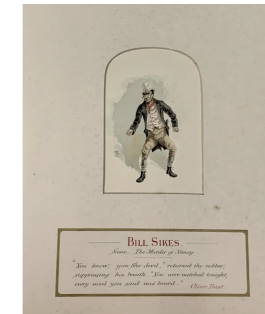 BILL SIKES
Scene. The Murder of Nancy
"You know, you she devil," returned the robber,
suppressing his breath. "You were watched tonight,
every word you said was heard."
Oliver Twist